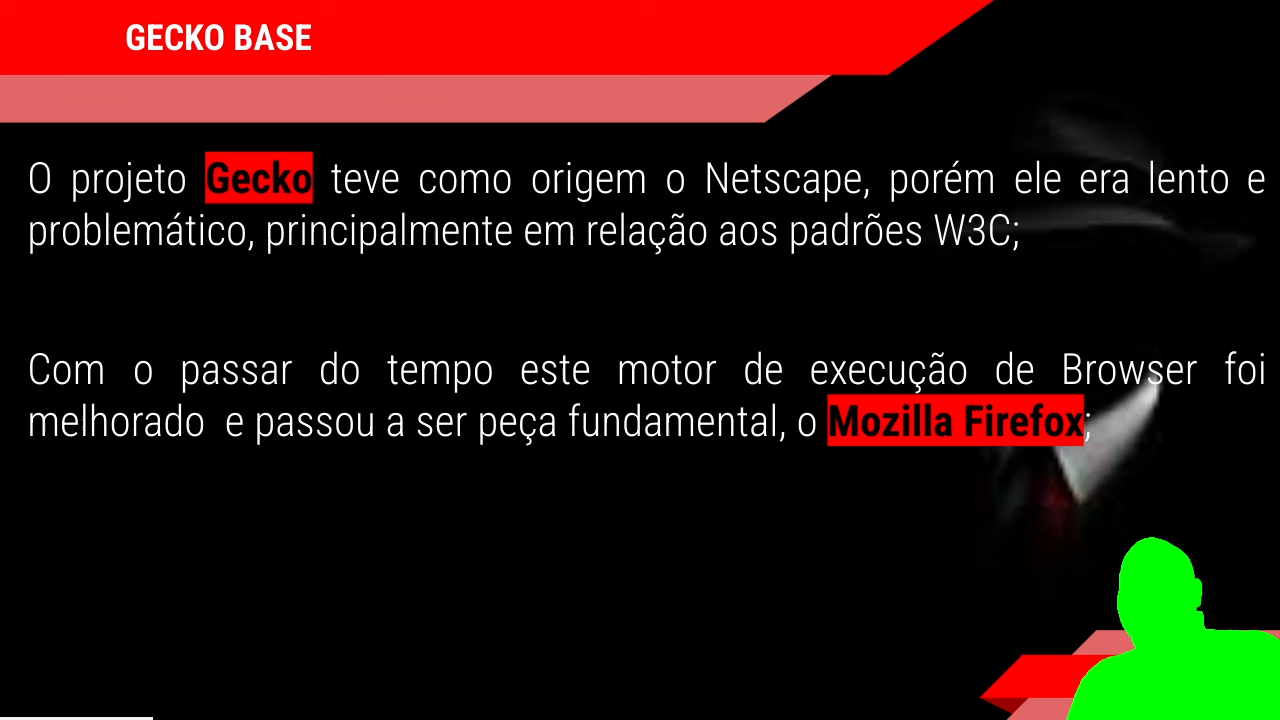 GECKO BASE
O projeto Gecko teve como origem o Netscape, porém ele era lento e
problemático, principalmente em relação aos padrões W3C;
Com o passar do tempo este motor de execução de Browser foi
melhorado e passou a ser peça fundamental, o Mozilla Firefox;